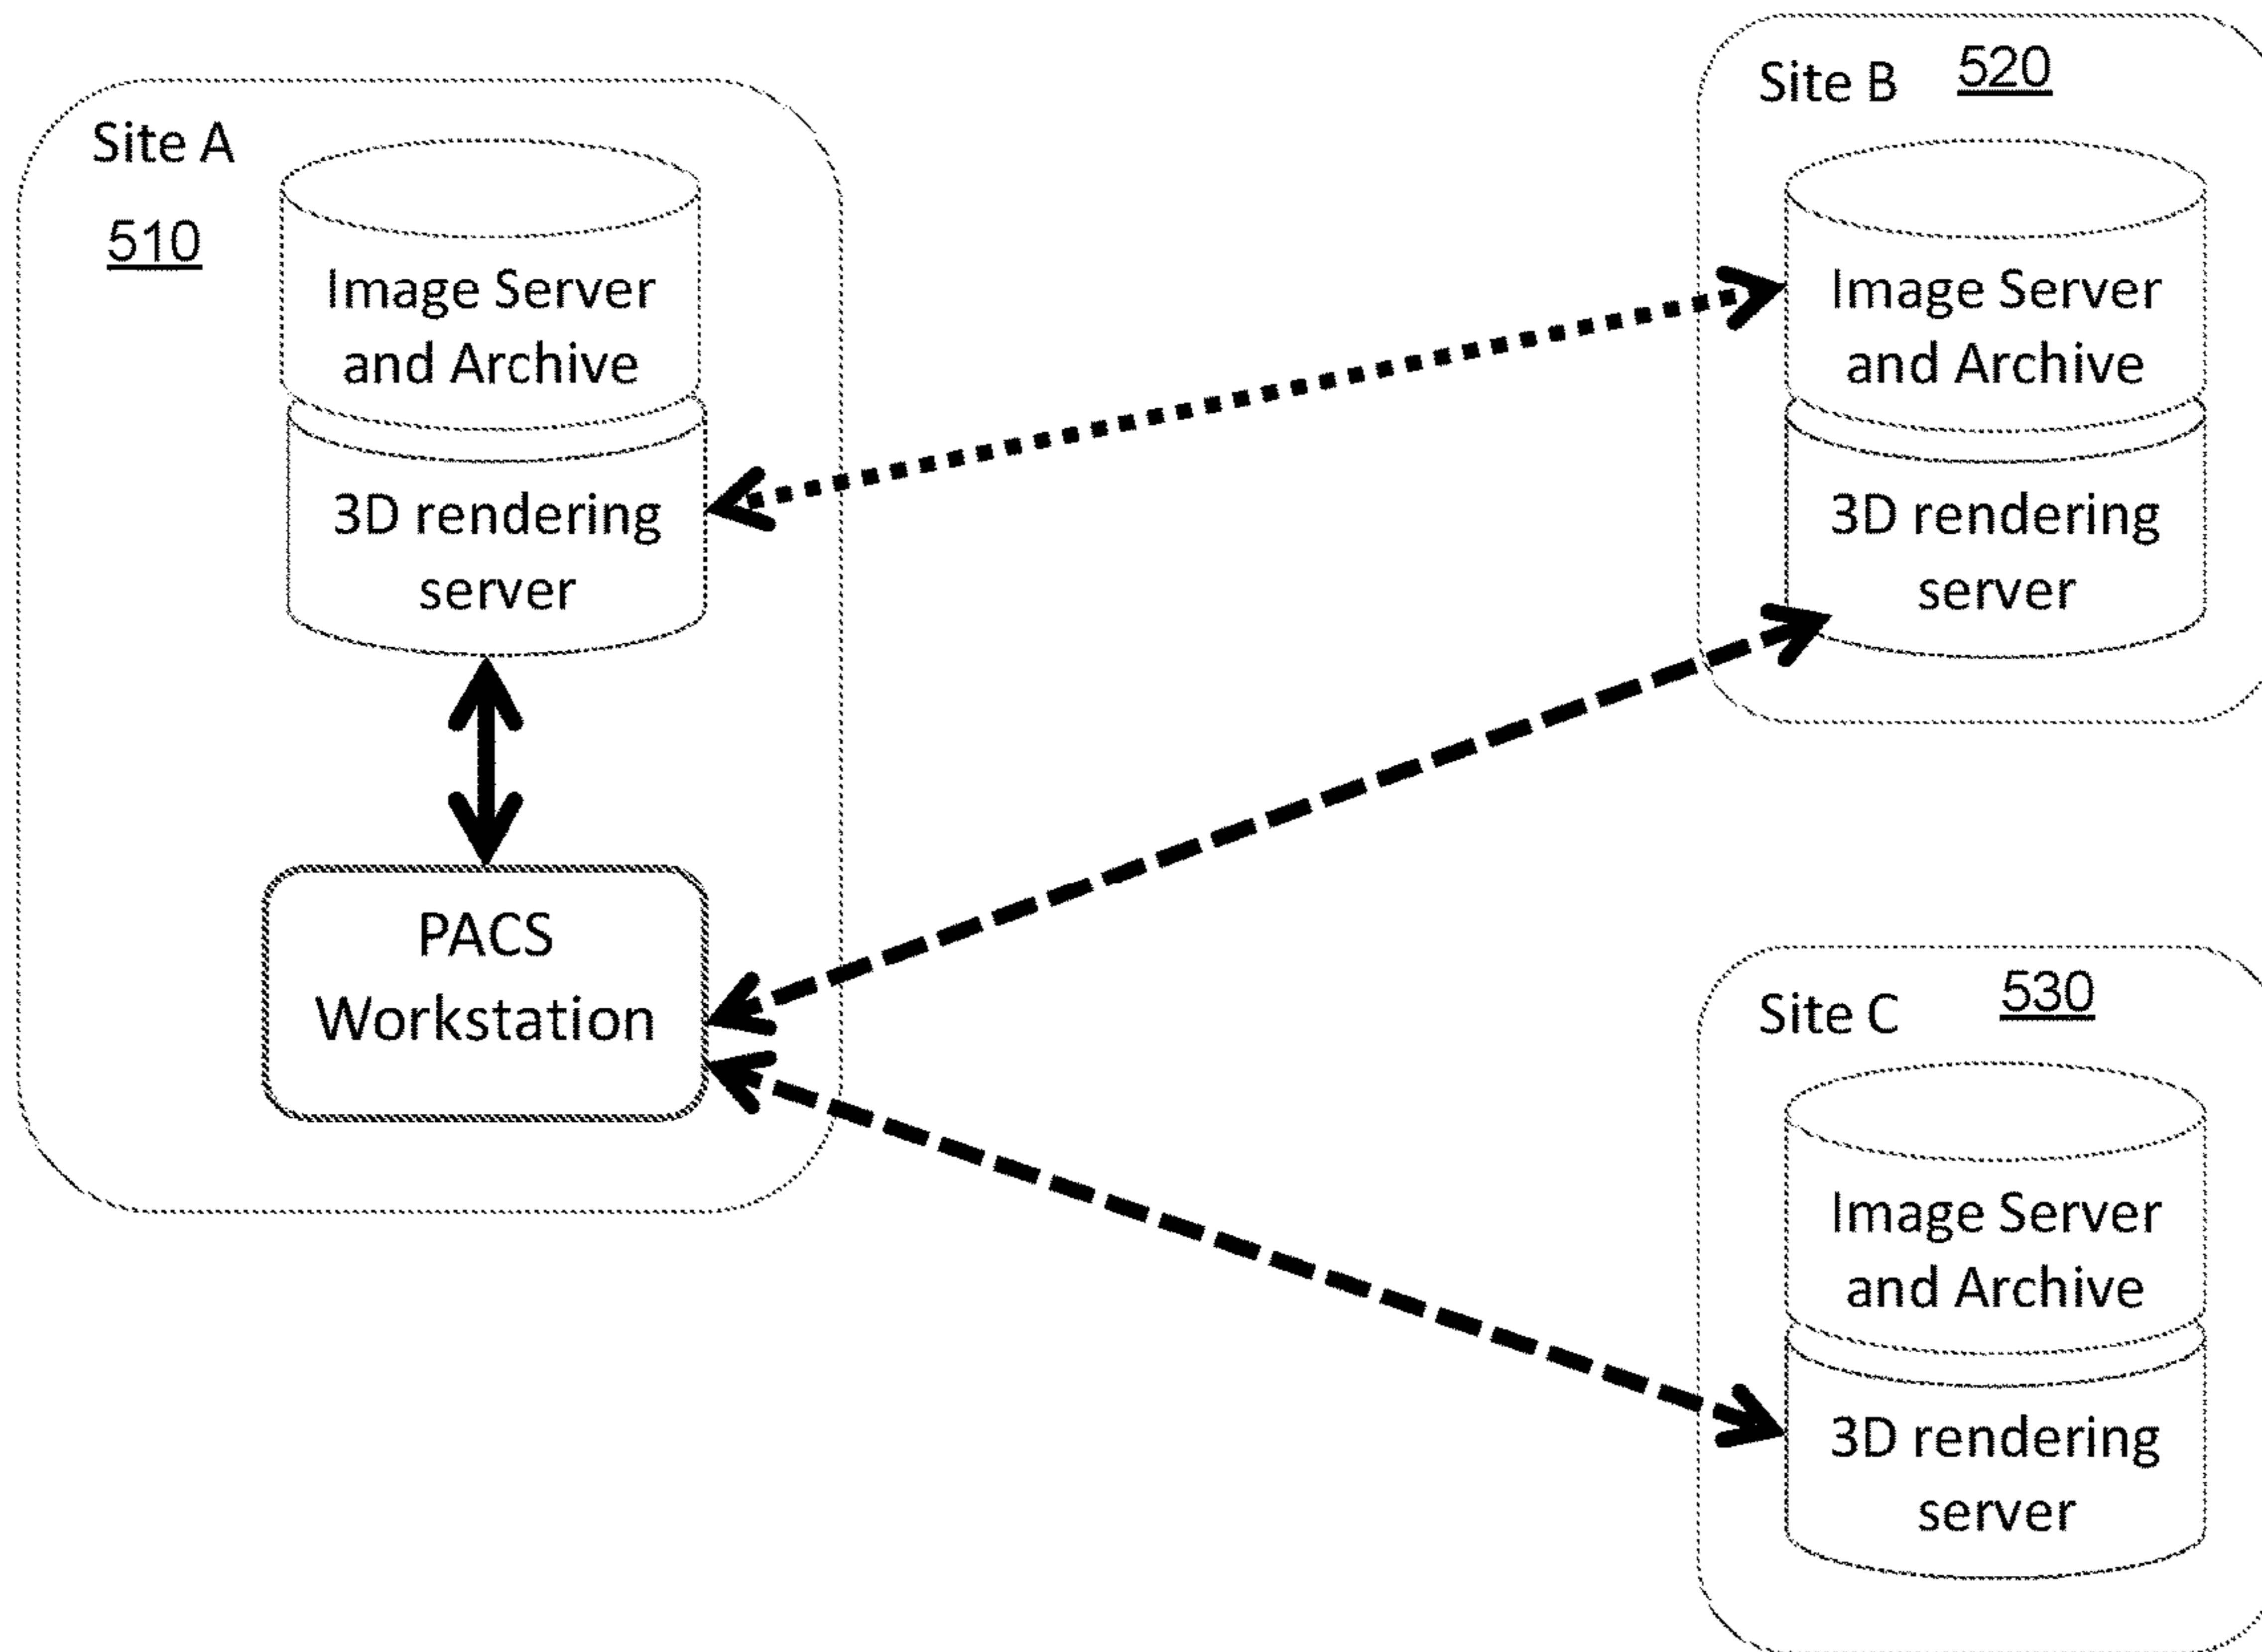 Site A
510
Image Server
and Archive
3D rendering
server
PACS
Workstation
Site B 520
Image Server
and Archive
3D rendering
server
Site C 530
Image Server
and Archive
3D rendering
server